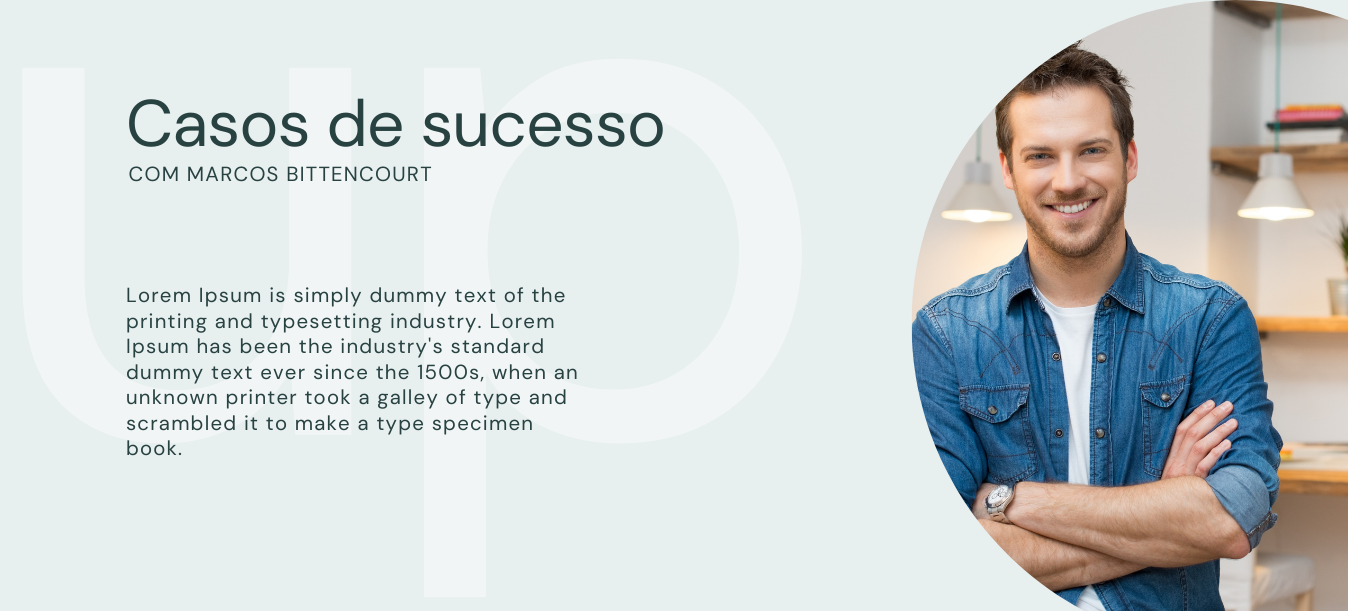 up
Casos de sucesso
COM MARCOS BITTENCOURT
Lorem Ipsum is simply dummy text of the
printing and typesetting industry. Lorem
Ipsum has been the industry's standard
dummy text ever since the 1500s, when an
unknown printer took a galley of type and
scrambled it to make a type specimen
book.